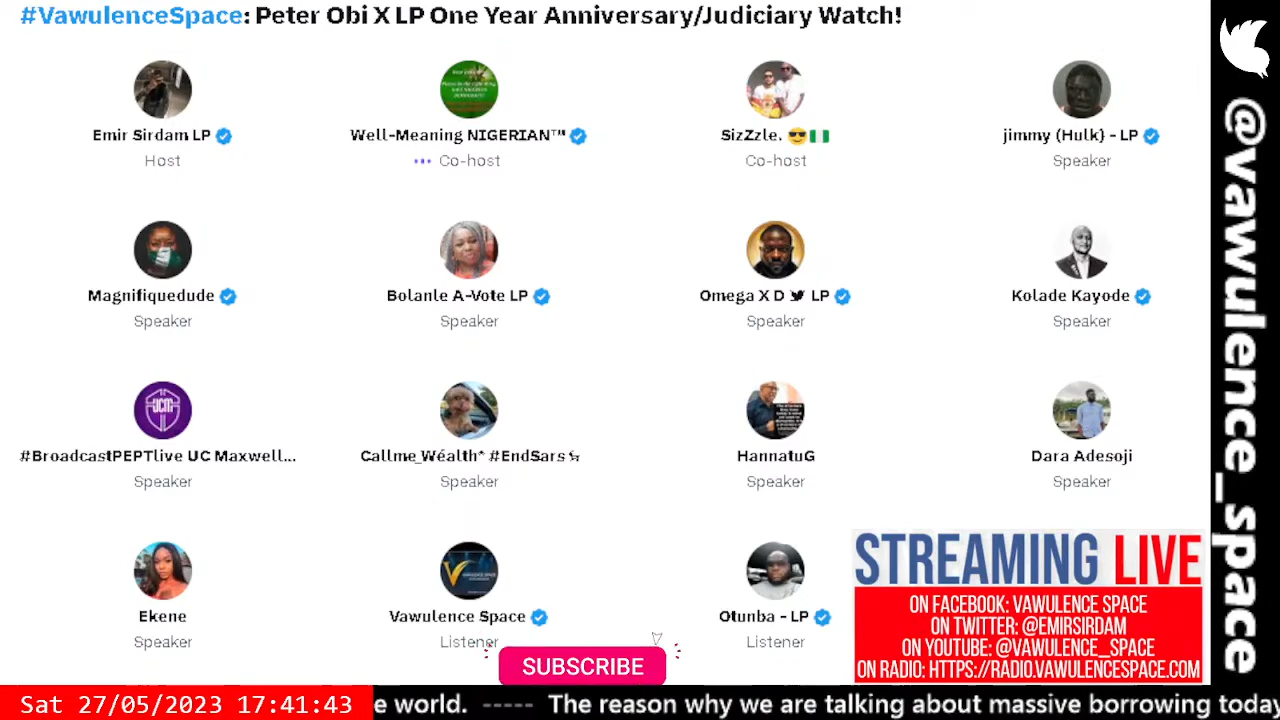 #VawulenceSpace: Peter Obi X LP One Year Anniversary/Judiciary Watch!
Emir Sirdam LP
Host
Well-Meaning NIGERIAN™
Co-host
SizZzle. 😎🇳🇬
Co-host
jimmy (Hulk) - LP
Speaker
Magnifiquedude
Speaker
Bolanle A-Vote LP
Speaker
Omega X D LP
Speaker
Kolade Kayode
Speaker
#BroadcastPEPTlive UC Maxwell...
Speaker
Callme_Wéalth* #EndSars
Speaker
HannatuG
Speaker
Dara Adesoji
Speaker
Ekene
Speaker
Vawulence Space
Listener
Otunba - LP
Listener
UCM
SUBSCRIBE
STREAMING LIVE
ON FACEBOOK: VAWULENCE SPACE
ON TWITTER: @EMIRSIRDAM
ON YOUTUBE: @VAWULENCE_SPACE
ON RADIO: HTTPS://RADIO.VAWULENCESPACE.COM
@vawulence_space
Sat 27/05/2023 17:41:43
e world. ----- The reason why we are talking about massive borrowing today